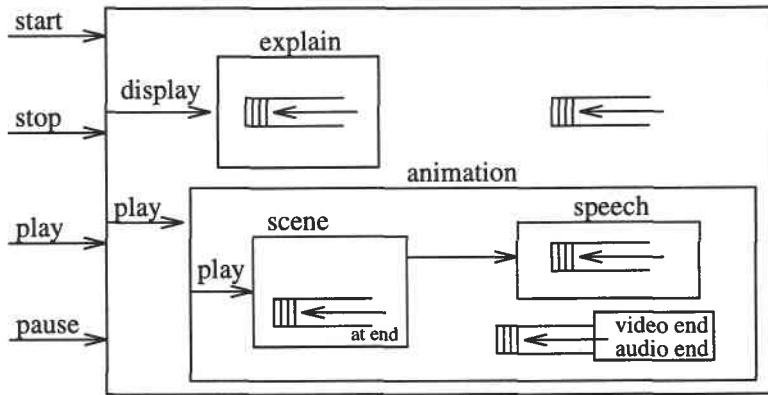 start
explain
display
stop
animation
play
scene
speech
play
play
at end
pause
video end
audio end